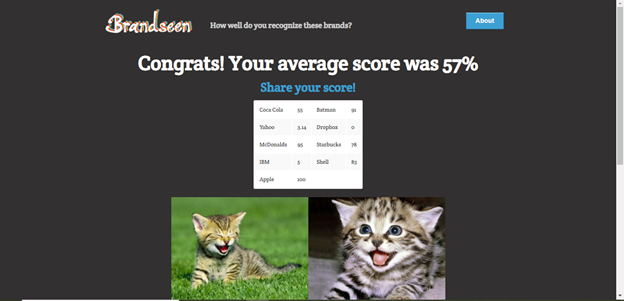 Brandseen
How well do you recognize these brands?
About
Congrats! Your average score was 57%
Share your score!
Coca Cola 55 Batman 91
Yahoo 3.14 Dropbox 0
McDonalds 95 Starbucks 78
IBM 5 Shell 83
Apple 100